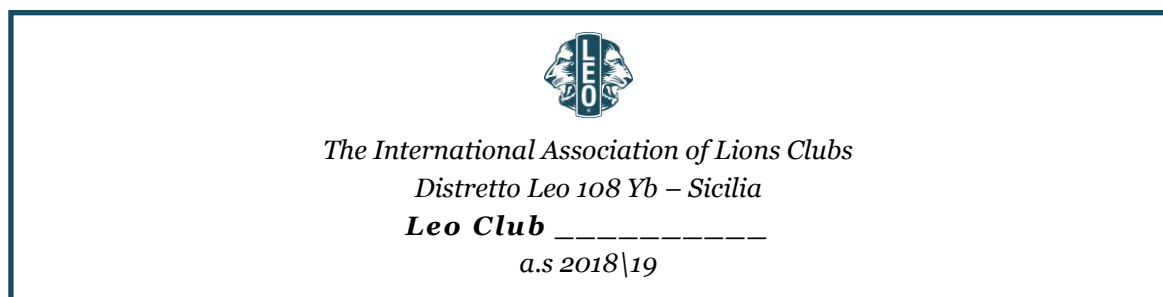 LEO
The International Association of Lions Clubs
Distretto Leo 108 Yb – Sicilia
Leo Club __________
a.s 2018\19